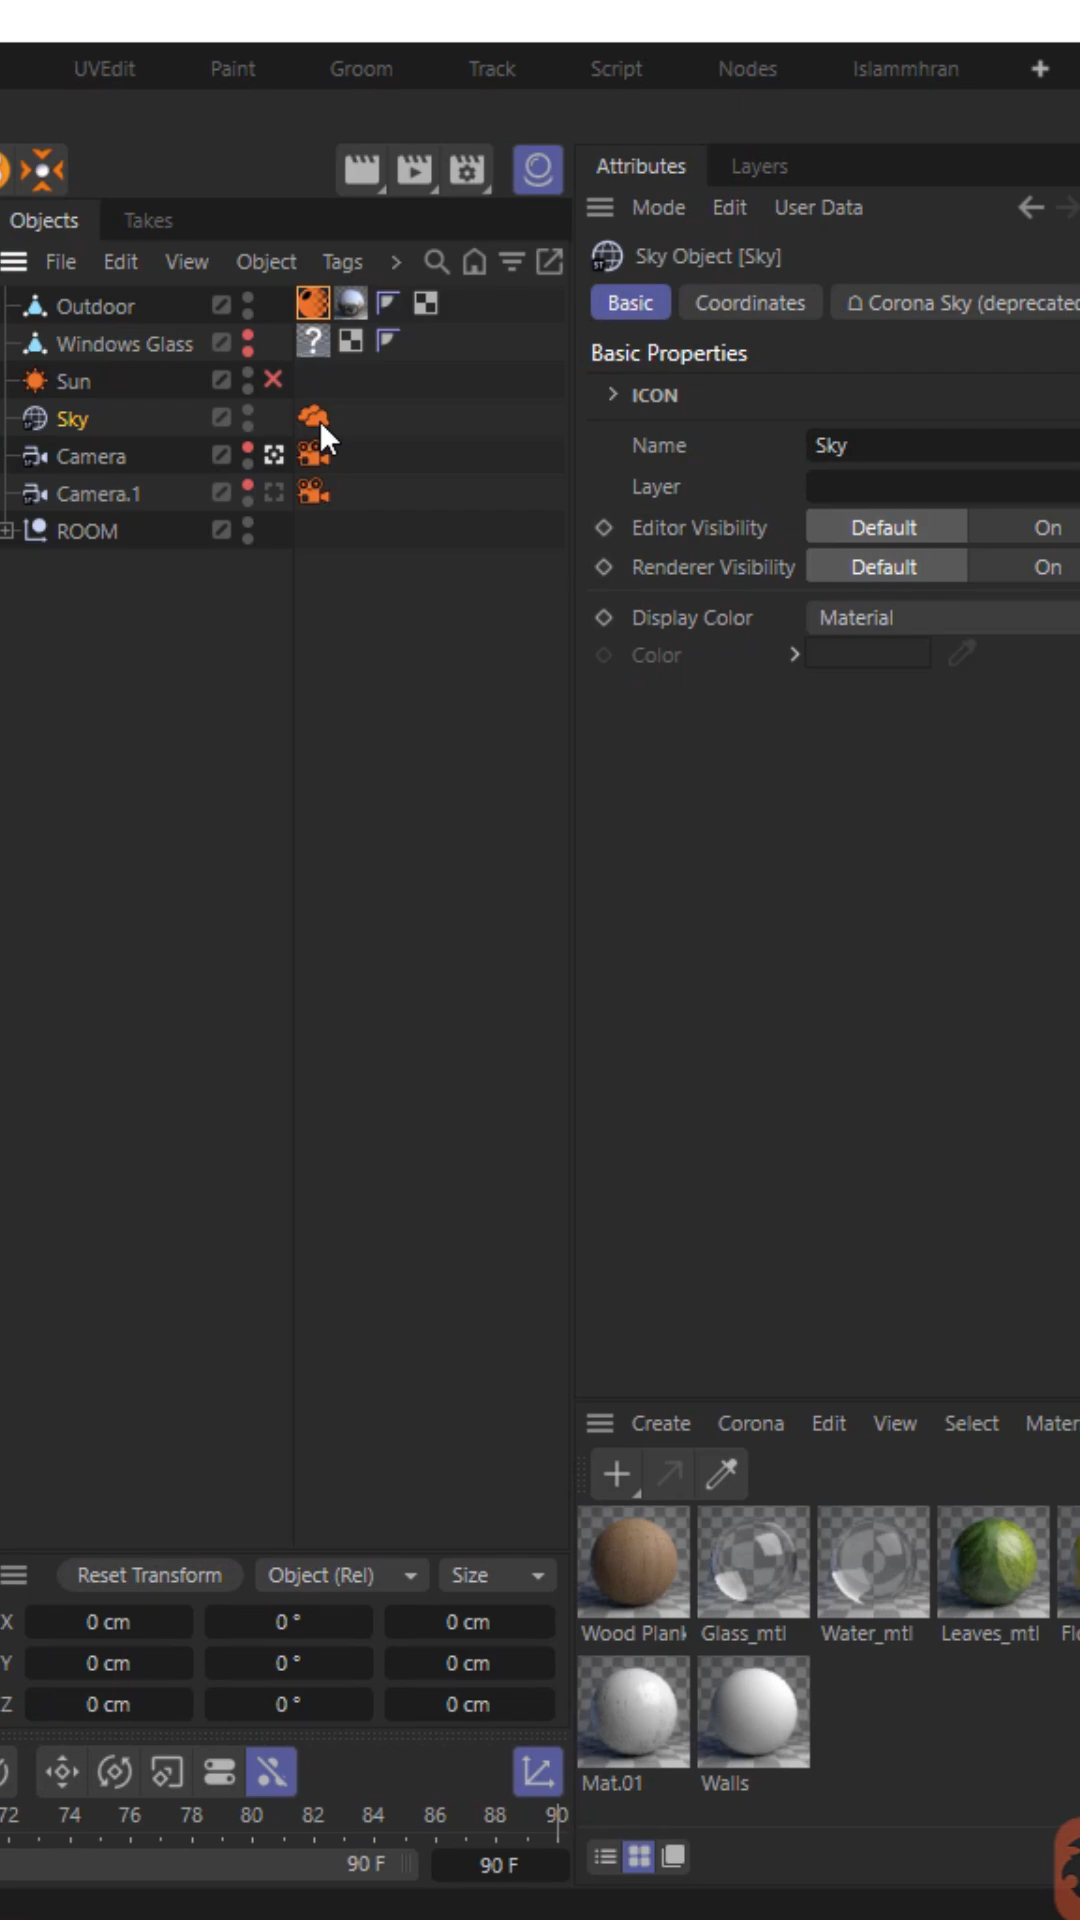 UVEdit Paint Groom Track Script Nodes Islammhran
Attributes Layers
Mode Edit User Data
Objects Takes
File Edit View Object Tags
Sky Object [Sky]
Basic Coordinates Corona Sky (deprecated
Outdoor
Windows Glass ?
Sun
Sky
Camera
Camera.1
ROOM
Basic Properties
ICON
Name Sky
Layer
Editor Visibility Default On
Renderer Visibility Default On
Display Color Material
Color
Create Corona Edit View Select Mater
Wood Plank Glass_mtl Water_mtl Leaves_mtl Flo
Mat.01 Walls
Reset Transform Object (Rel) Size
X 0 cm 0 ° 0 cm
Y 0 cm 0 ° 0 cm
Z 0 cm 0 ° 0 cm
72 74 76 78 80 82 84 86 88 90
90 F 90 F